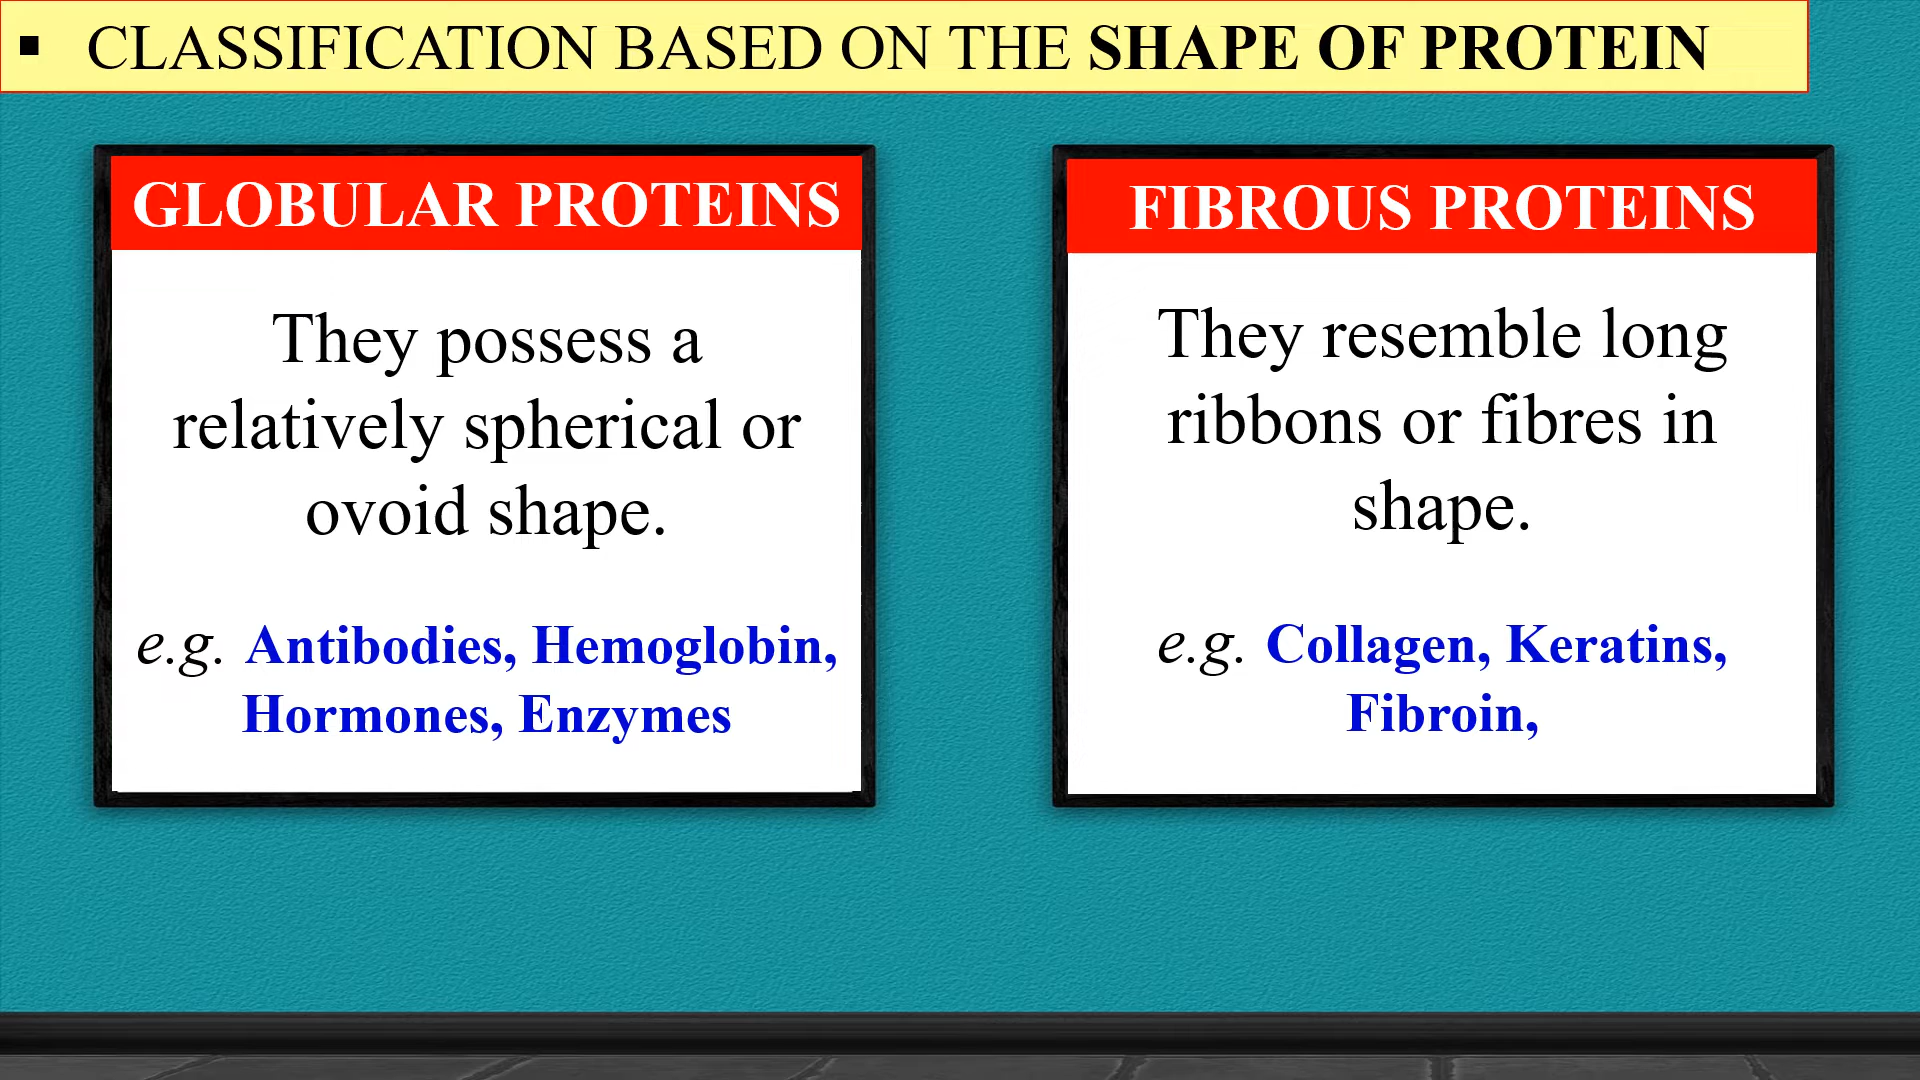 ▪ CLASSIFICATION BASED ON THE SHAPE OF PROTEIN
GLOBULAR PROTEINS
They possess a
relatively spherical or
ovoid shape.
e.g. Antibodies, Hemoglobin,
Hormones, Enzymes
FIBROUS PROTEINS
They resemble long
ribbons or fibres in
shape.
e.g. Collagen, Keratins,
Fibroin,